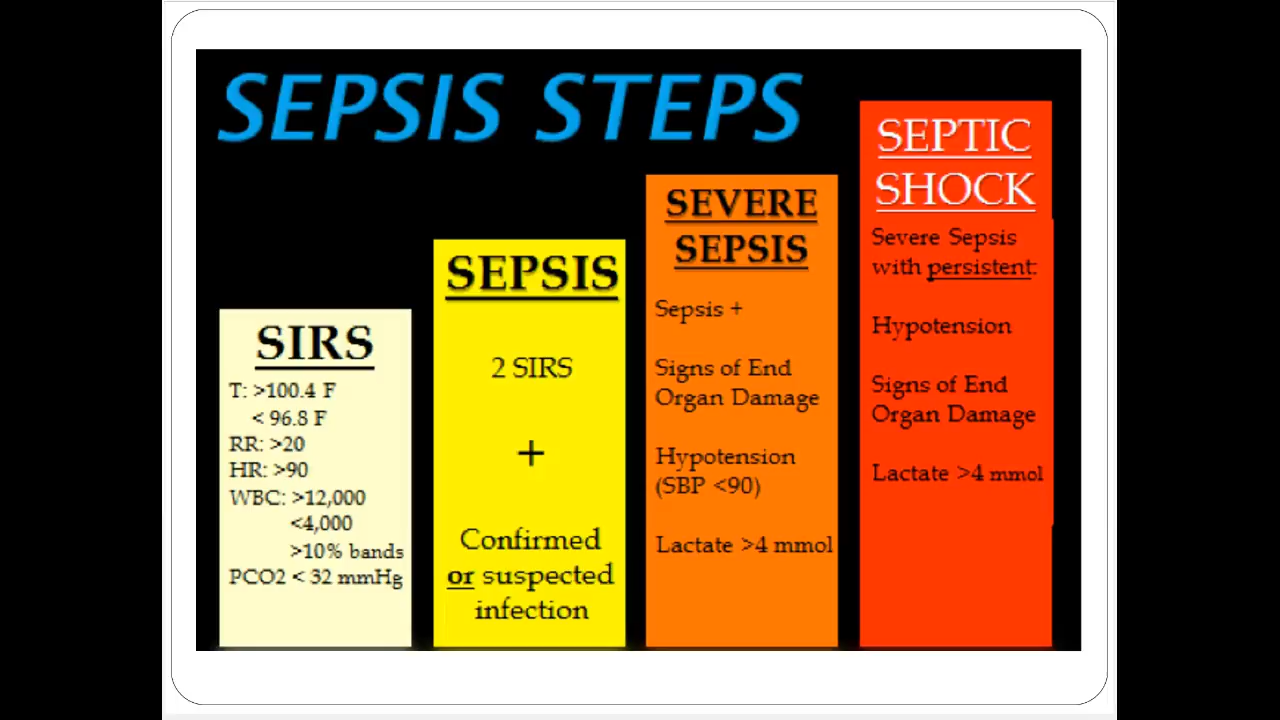 SEPSIS STEPS
SIRS
T: >100.4 F
< 96.8 F
RR: >20
HR: >90
WBC: >12,000
<4,000
>10% bands
PCO2 < 32 mmHg
SEPSIS
2 SIRS
+
Confirmed
or suspected
infection
SEVERE
SEPSIS
Sepsis +
Signs of End
Organ Damage
Hypotension
(SBP <90)
Lactate >4 mmol
SEPTIC
SHOCK
Severe Sepsis
with persistent:
Hypotension
Signs of End
Organ Damage
Lactate >4 mmol